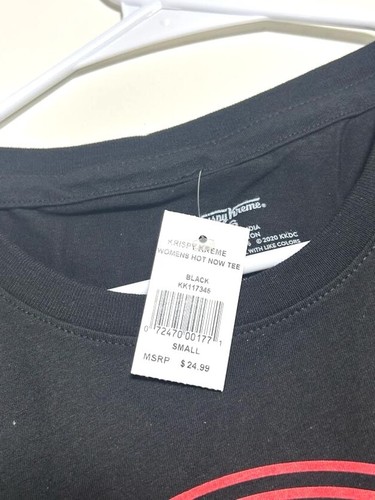 Krispy Kreme®
© 2020 KKDC
WITH LIKE COLORS
KRISPY KREME
WOMENS HOT NOW TEE
BLACK
KK117346
0 72470 00177 1
SMALL
MSRP $24.99